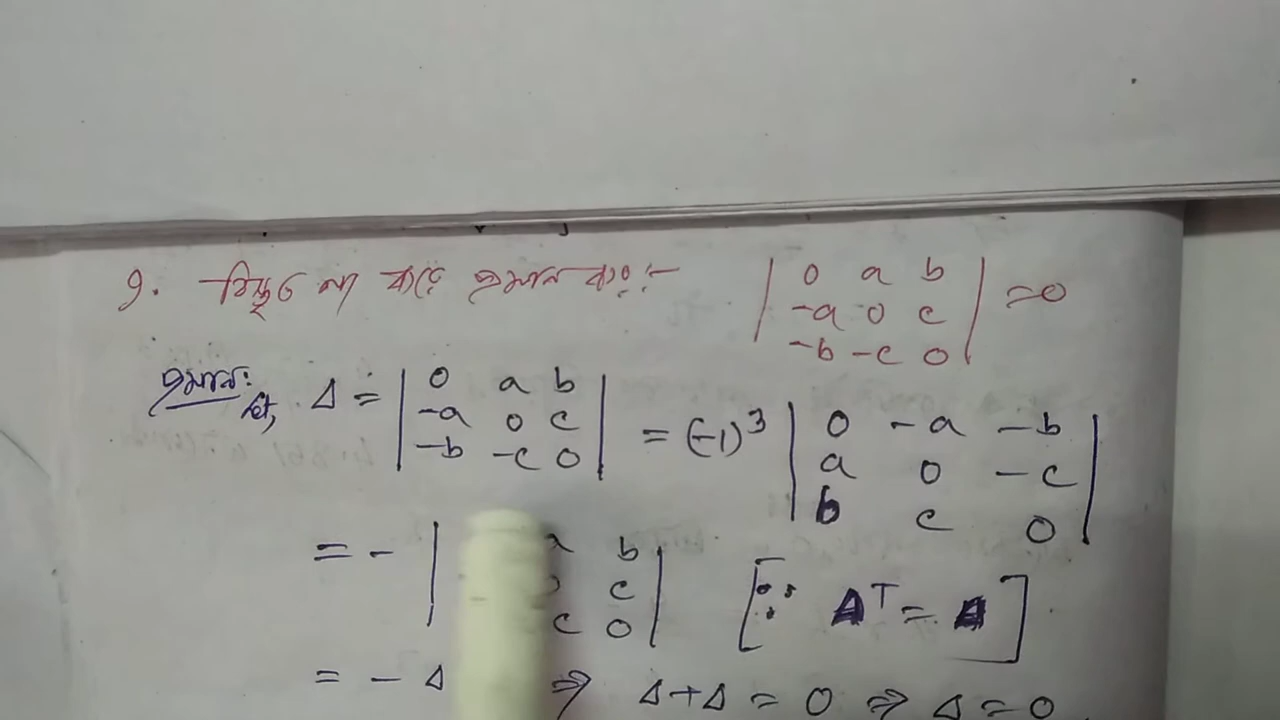 9. বিস্তৃত না করে প্রমাণ কর:- | 0 a b | = 0
| -a 0 c |
| -b -c 0 |
প্রমাণ:
ধরি, Δ = | 0 a b | = (-1)³ | 0 -a -b |
| -a 0 c | | a 0 -c |
| -b -c 0 | | b c 0 |
= - | a b |
c | [∵ Δᵀ = Δ]
c 0 |
= - Δ ⇒ Δ+Δ = 0 ⇒ Δ = 0